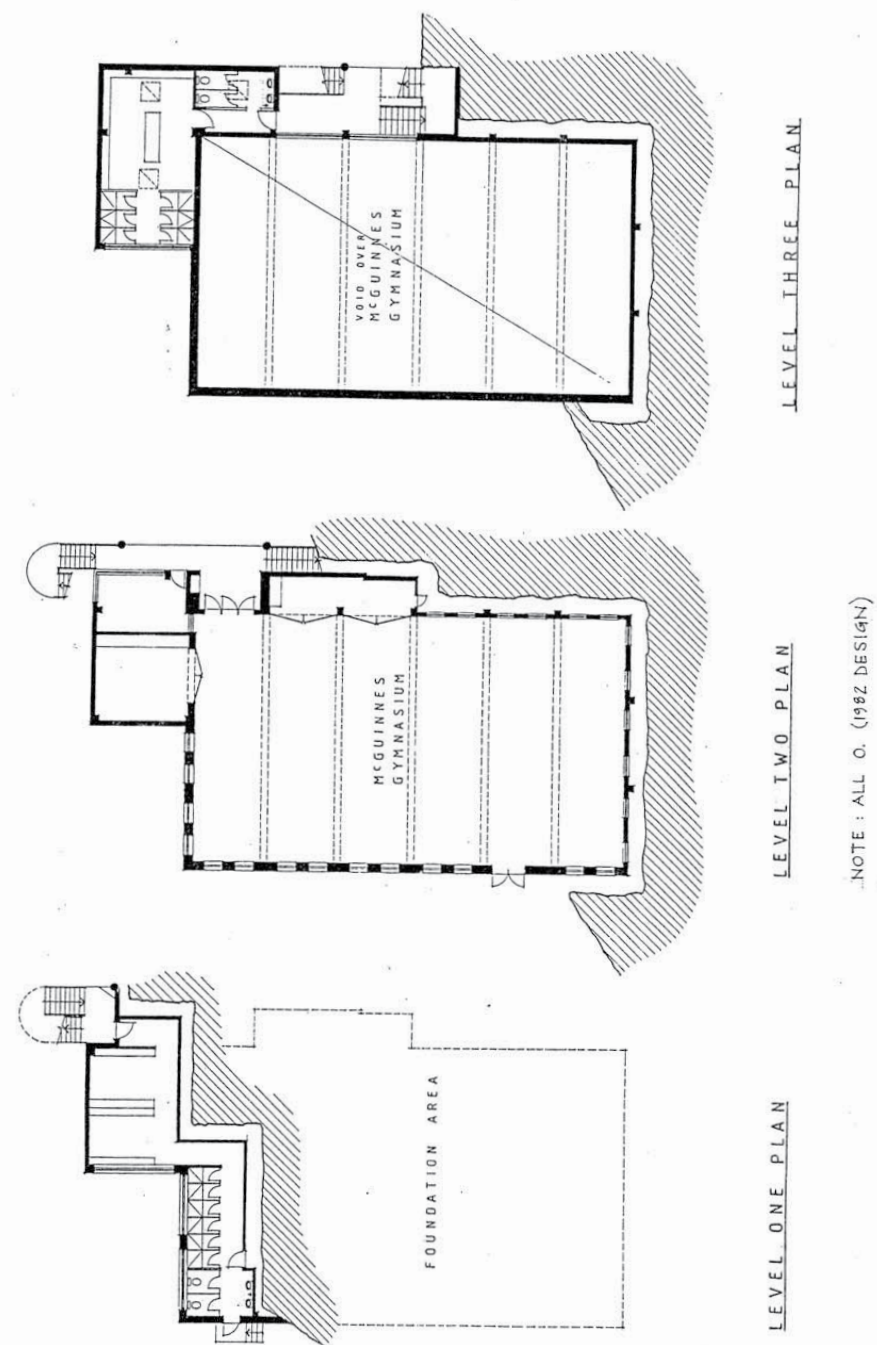 VOID OVER
MᶜGUINNES
GYMNASIUM
LEVEL THREE PLAN
MᶜGUINNES
GYMNASIUM
LEVEL TWO PLAN
NOTE : ALL O. (1982 DESIGN)
FOUNDATION AREA
LEVEL ONE PLAN